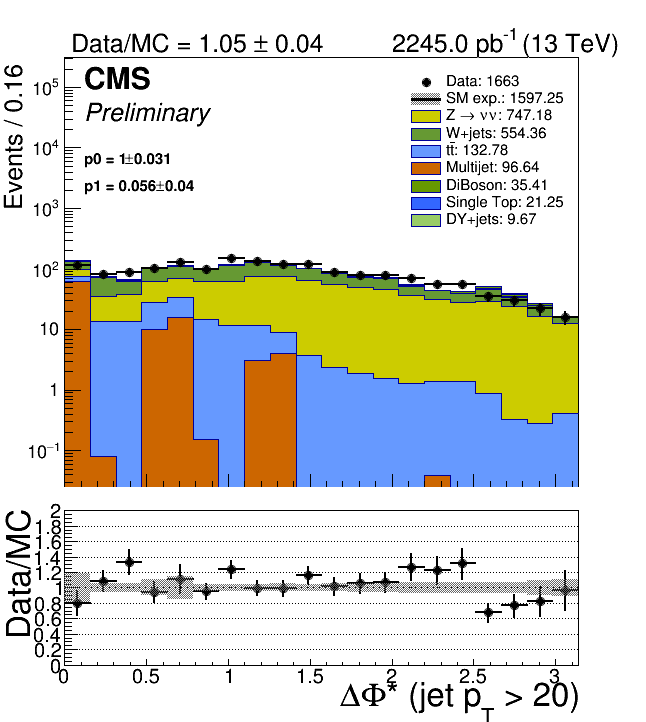 Data/MC = 1.05 ± 0.04 2245.0 pb⁻¹ (13 TeV)
CMS
Preliminary
p0 = 1±0.031
p1 = 0.056±0.04
Data: 1663
SM exp.: 1597.25
Z → νν: 747.18
W+jets: 554.36
tt̄: 132.78
Multijet: 96.64
DiBoson: 35.41
Single Top: 21.25
DY+jets: 9.67
Events / 0.16
10⁵
10⁴
10³
10²
10
1
10⁻¹
Data/MC
2
1.8
1.6
1.4
1.2
1
0.8
0.6
0.4
0.2
0
0 0.5 1 1.5 2 2.5 3
ΔΦ* (jet p_T > 20)